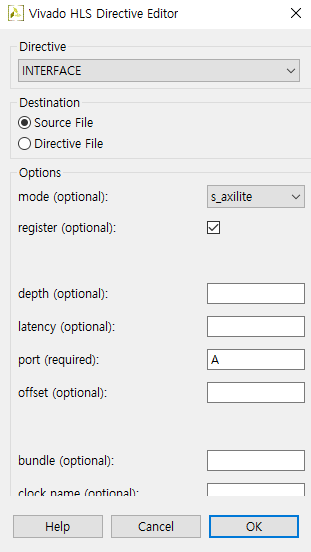 Vivado HLS Directive Editor
Directive
INTERFACE
Destination
Source File
Directive File
Options
mode (optional): s_axilite
register (optional):
depth (optional):
latency (optional):
port (required): A
offset (optional):
bundle (optional):
clock name (optional):
Help Cancel OK